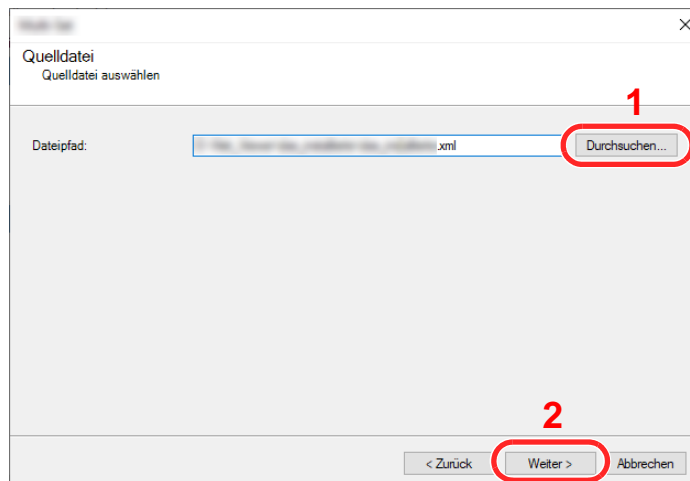 Quelldatei
Quelldatei auswählen
1
Dateipfad:
.xml
Durchsuchen...
2
< Zurück
Weiter >
Abbrechen